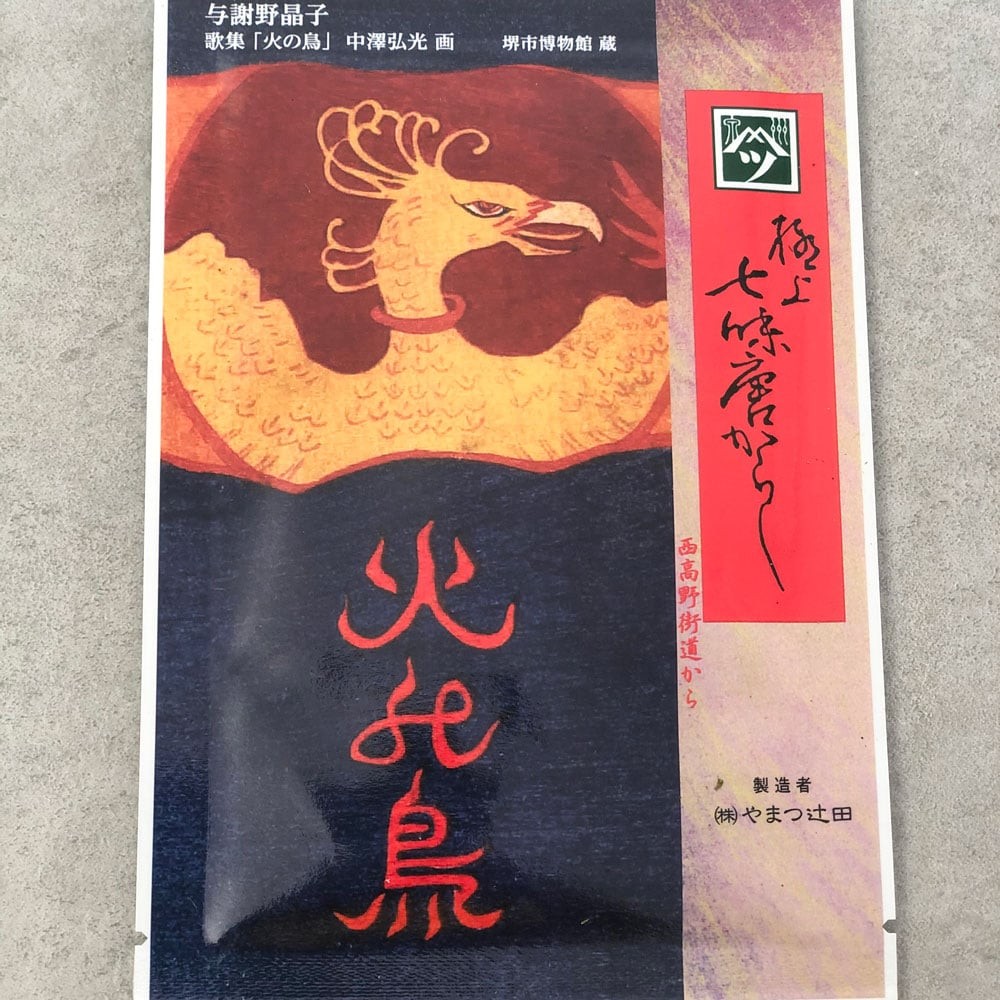 与謝野晶子
歌集「火の鳥」 中澤弘光 画 堺市博物館 蔵
火の鳥
極上
七味唐がらし
西高野街道から
製造者
㈱やまつ辻田